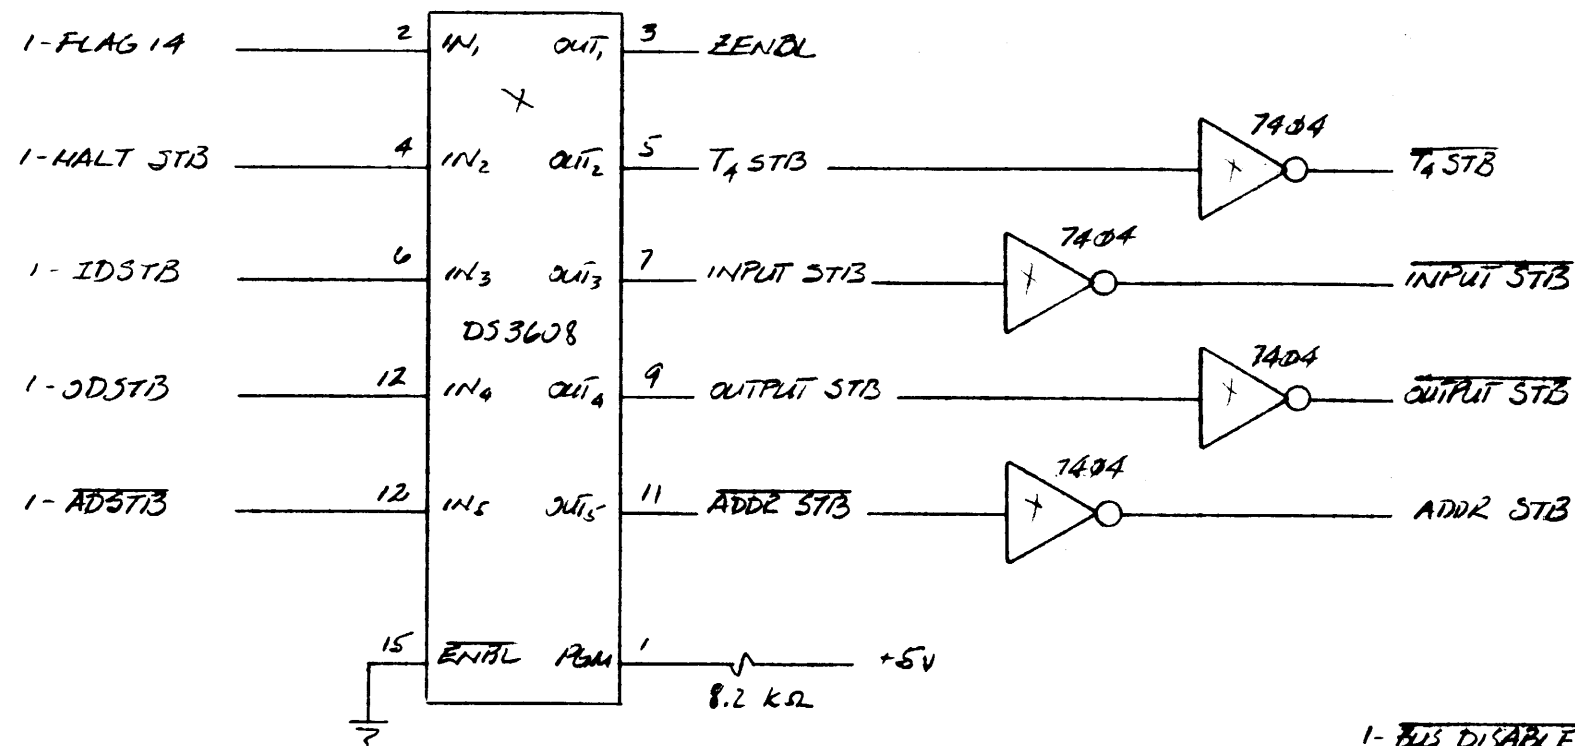 1-FLAG 14 2 IN1 OUT1 3 ZENBL
X
7404
1-HALT STB 4 IN2 OUT2 5 T4 STB X T4 STB
7404
1- IDSTB 6 IN3 OUT3 7 INPUT STB X INPUT STB
DS3608
7404
1-ODSTB 12 IN4 OUT4 9 OUTPUT STB X OUTPUT STB
7404
1-ADSTB 12 IN5 OUT5 11 ADDR STB X ADDR STB
15 ENBL PGM 1 +5V
8.2 KΩ
1- BUS DISABLE